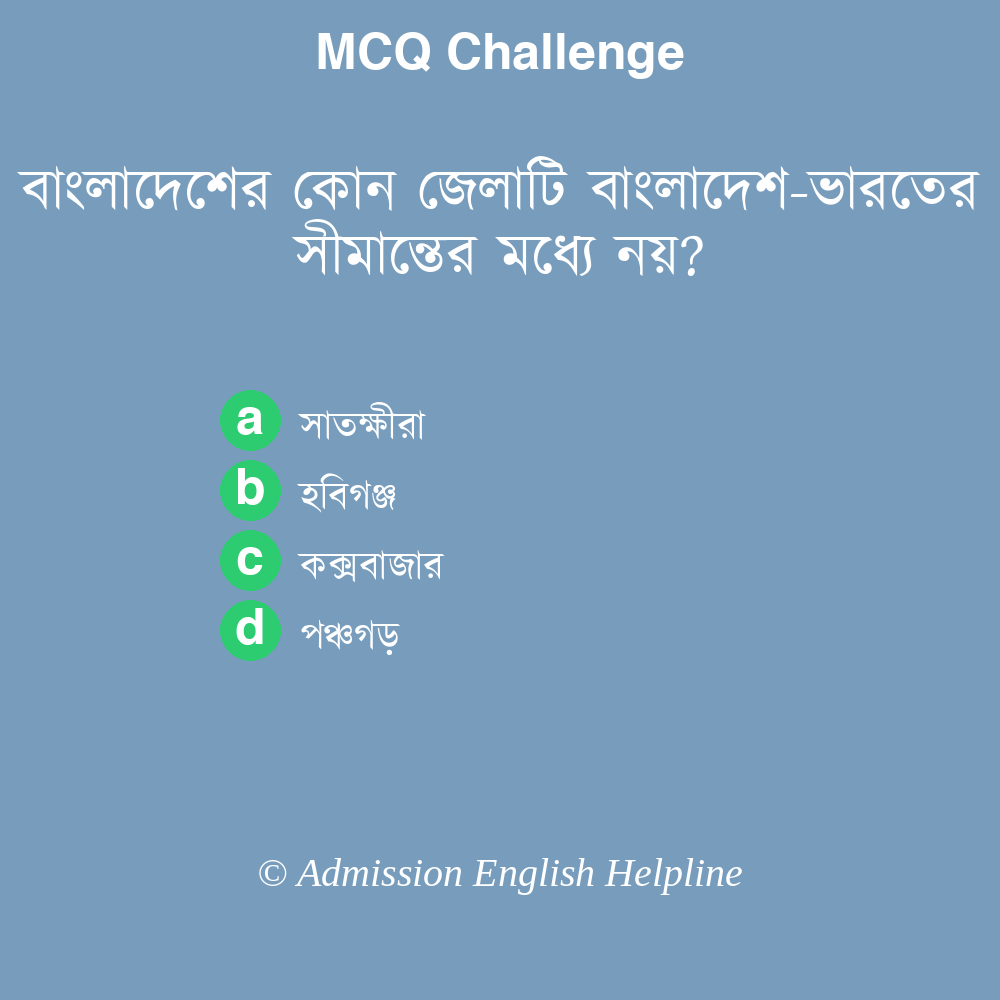 MCQ Challenge
বাংলাদেশের কোন জেলাটি বাংলাদেশ-ভারতের
সীমান্তের মধ্যে নয়?
a সাতক্ষীরা
b হবিগঞ্জ
c কক্সবাজার
d পঞ্চগড়
© Admission English Helpline